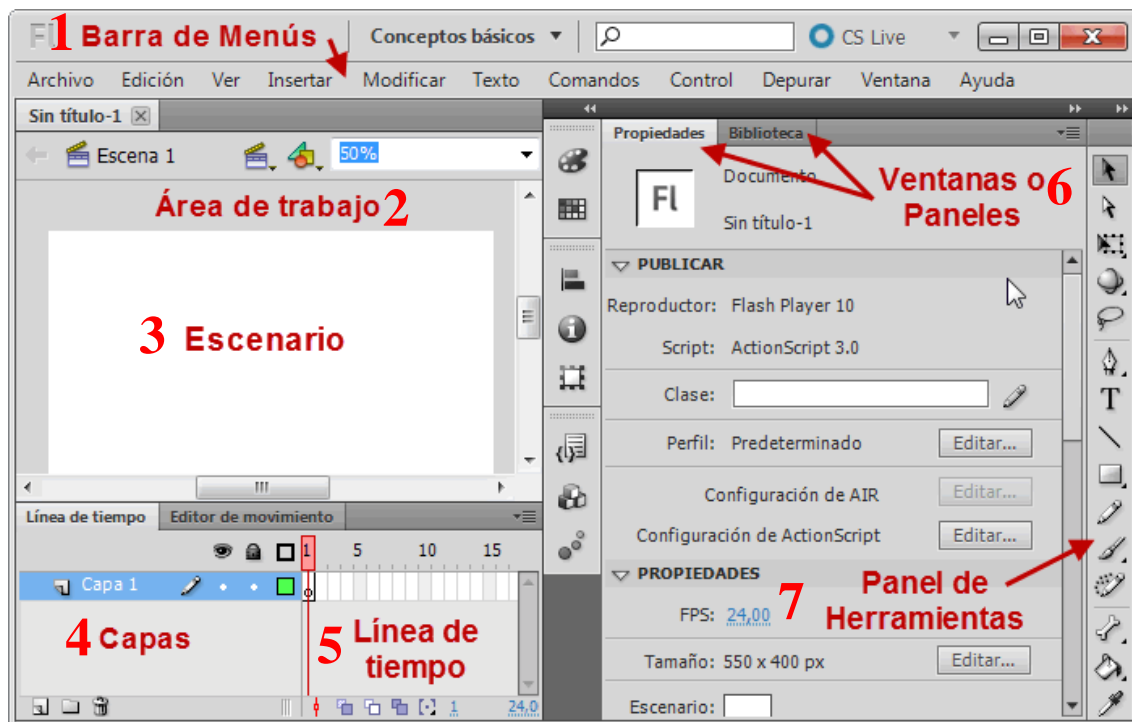 Fl 1 Barra de Menús Conceptos básicos CS Live
Archivo Edición Ver Insertar Modificar Texto Comandos Control Depurar Ventana Ayuda
Sin título-1
Escena 1 50%
Área de trabajo 2
3 Escenario
Propiedades Biblioteca
Fl
Documento
Sin título-1
Ventanas o 6
Paneles
PUBLICAR
Reproductor: Flash Player 10
Script: ActionScript 3.0
Clase:
Perfil: Predeterminado Editar...
Configuración de AIR Editar...
Configuración de ActionScript Editar...
PROPIEDADES
FPS: 24,00
7 Panel de
Herramientas
Tamaño: 550 x 400 px Editar...
Escenario:
T
Línea de tiempo Editor de movimiento
1 5 10 15
Capa 1
4 Capas
5 Línea de
tiempo
1 24,0